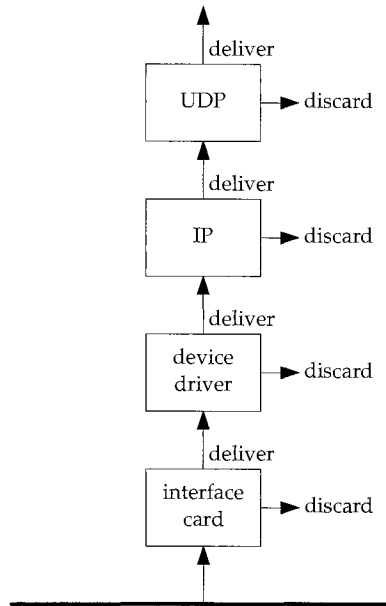 deliver
UDP
discard
deliver
IP
discard
deliver
device
driver
discard
deliver
interface
card
discard